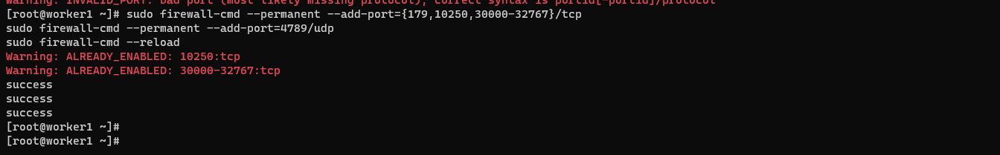 Warning: INVALID_PORT: bad port (most likely missing protocol), correct syntax is portid[-portid]/protocol
[root@worker1 ~]# sudo firewall-cmd --permanent --add-port={179,10250,30000-32767}/tcp
sudo firewall-cmd --permanent --add-port=4789/udp
sudo firewall-cmd --reload
Warning: ALREADY_ENABLED: 10250:tcp
Warning: ALREADY_ENABLED: 30000-32767:tcp
success
success
success
[root@worker1 ~]#
[root@worker1 ~]#